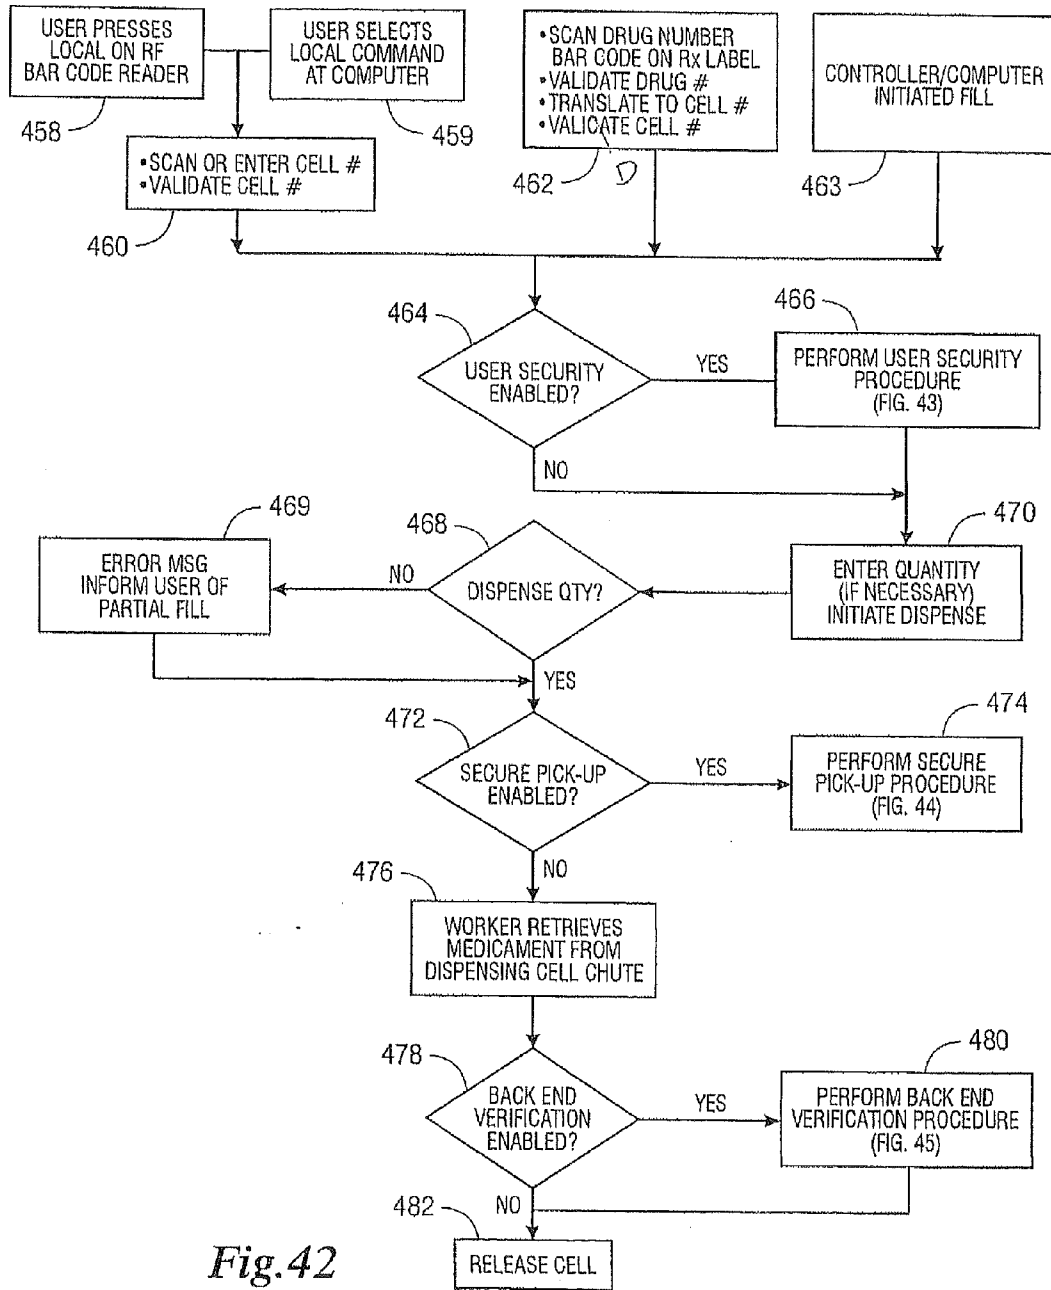 USER PRESSES
LOCAL ON RF
BAR CODE READER
458
USER SELECTS
LOCAL COMMAND
AT COMPUTER
459
•SCAN DRUG NUMBER
BAR CODE ON Rx LABEL
•VALIDATE DRUG #
•TRANSLATE TO CELL #
•VALICATE CELL #
D
462
CONTROLLER/COMPUTER
INITIATED FILL
463
•SCAN OR ENTER CELL #
•VALIDATE CELL #
460
464
USER SECURITY
ENABLED?
YES
NO
466
PERFORM USER SECURITY
PROCEDURE
(FIG. 43)
470
ENTER QUANTITY
(IF NECESSARY)
INITIATE DISPENSE
468
DISPENSE QTY?
NO
YES
469
ERROR MSG
INFORM USER OF
PARTIAL FILL
472
SECURE PICK-UP
ENABLED?
YES
NO
474
PERFORM SECURE
PICK-UP PROCEDURE
(FIG. 44)
476
WORKER RETRIEVES
MEDICAMENT FROM
DISPENSING CELL CHUTE
478
BACK END
VERIFICATION
ENABLED?
YES
NO
480
PERFORM BACK END
VERIFICATION PROCEDURE
(FIG. 45)
482
RELEASE CELL
Fig.42